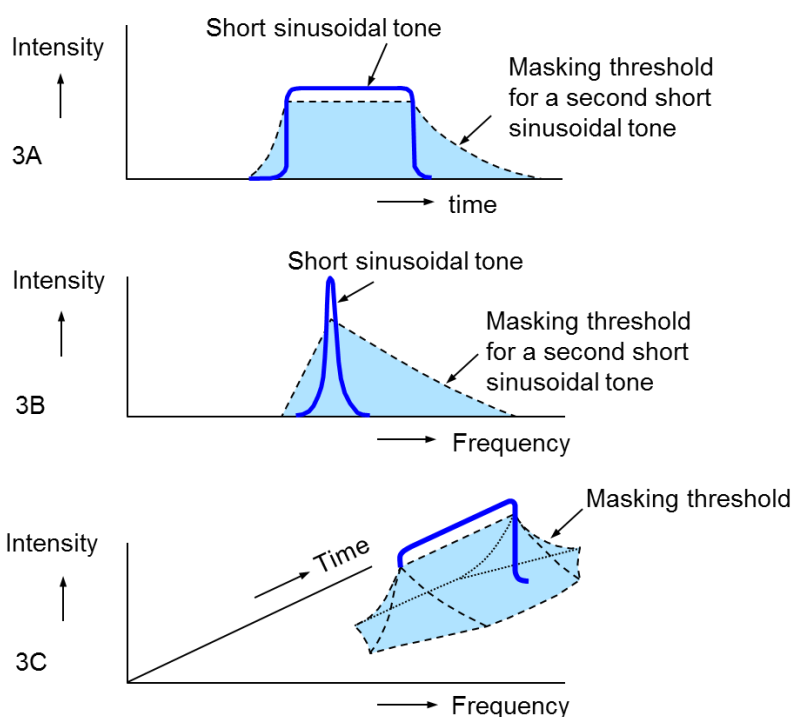 Short sinusoidal tone
Intensity
Masking threshold
for a second short
sinusoidal tone
3A
time
Short sinusoidal tone
Intensity
Masking threshold
for a second short
sinusoidal tone
3B
Frequency
Masking threshold
Intensity
Time
3C
Frequency